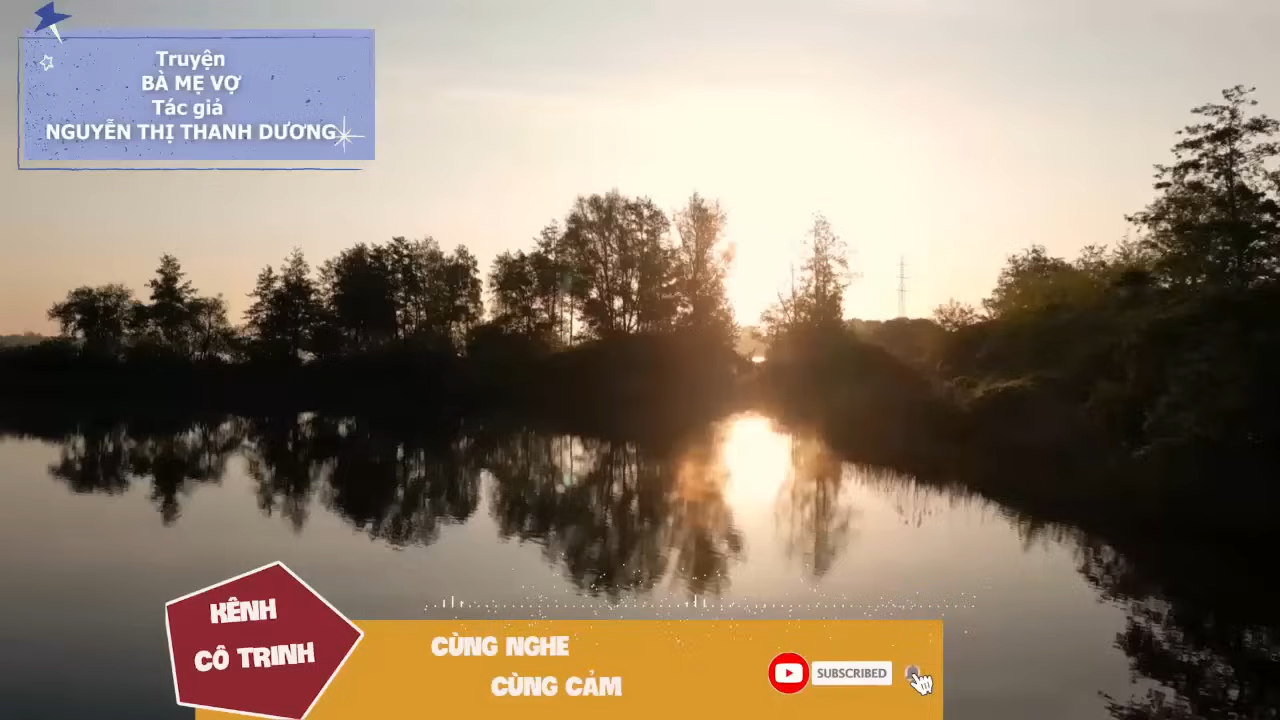 Truyện
BÀ MẸ VỢ
Tác giả
NGUYỄN THỊ THANH DƯƠNG
KÊNH
CÔ TRINH
CÙNG NGHE
CÙNG CẢM
SUBSCRIBED